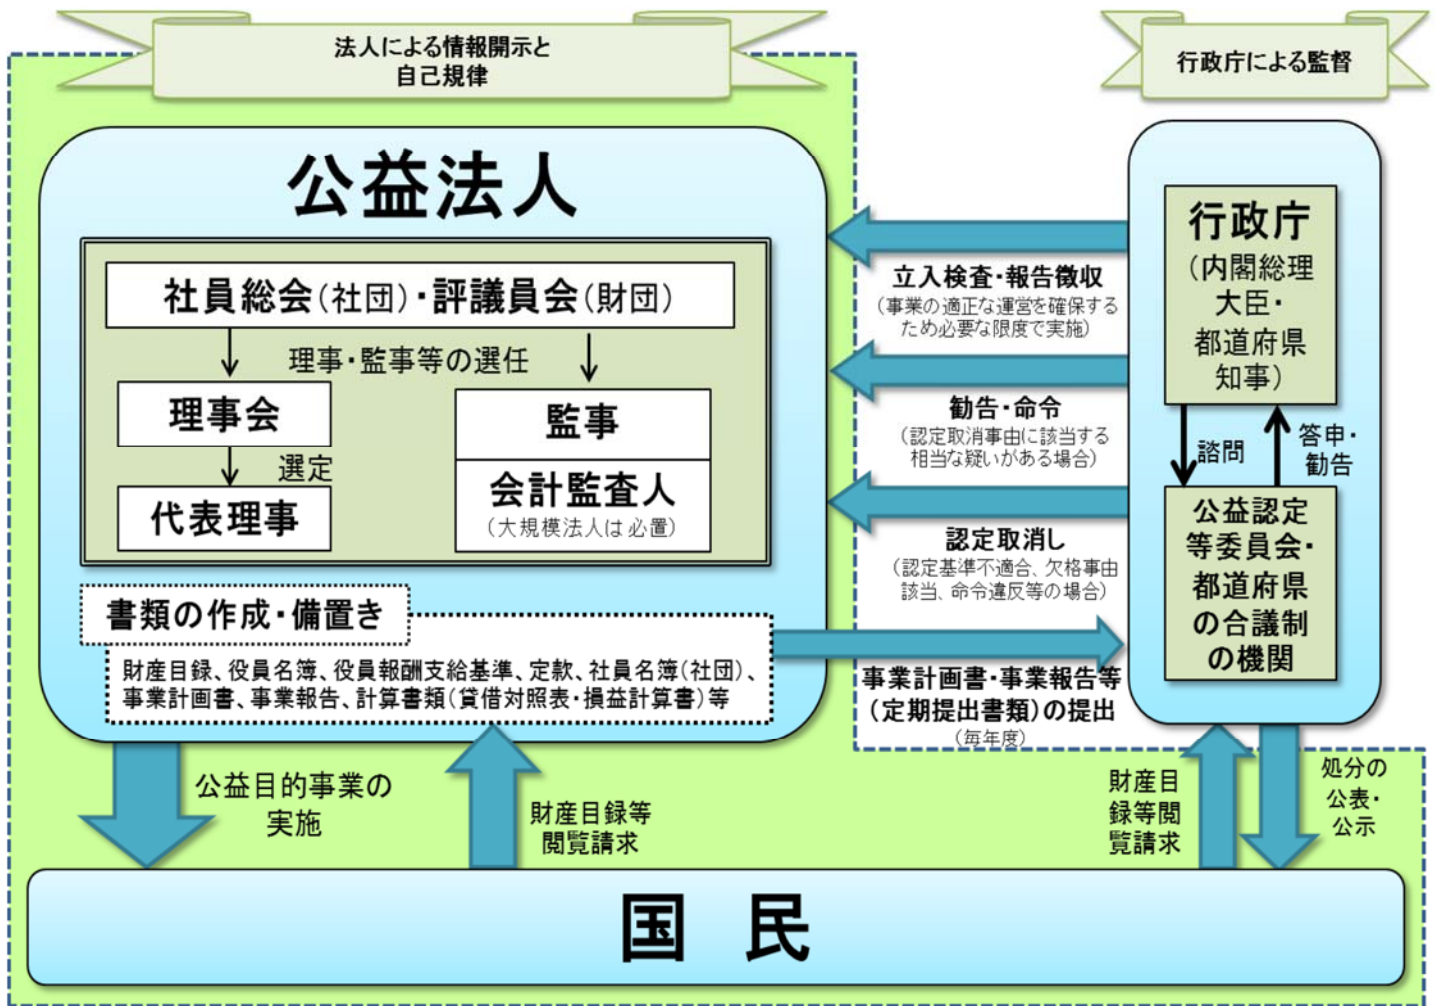 法人による情報開示と
自己規律
行政庁による監督
公益法人
社員総会(社団)・評議員会(財団)
理事・監事等の選任
理事会
選定
代表理事
監事
会計監査人
(大規模法人は必置)
書類の作成・備置き
財産目録、役員名簿、役員報酬支給基準、定款、社員名簿(社団)、
事業計画書、事業報告、計算書類(貸借対照表・損益計算書)等
立入検査・報告徴収
(事業の適正な運営を確保する
ため必要な限度で実施)
勧告・命令
(認定取消事由に該当する
相当な疑いがある場合)
認定取消し
(認定基準不適合、欠格事由
該当、命令違反等の場合)
事業計画書・事業報告等
(定期提出書類)の提出
(毎年度)
行政庁
(内閣総理
大臣・
都道府県
知事)
諮問
答申・
勧告
公益認定
等委員会・
都道府県
の合議制
の機関
公益目的事業の
実施
財産目録等
閲覧請求
財産目
録等閲
覧請求
処分の
公表・
公示
国 民